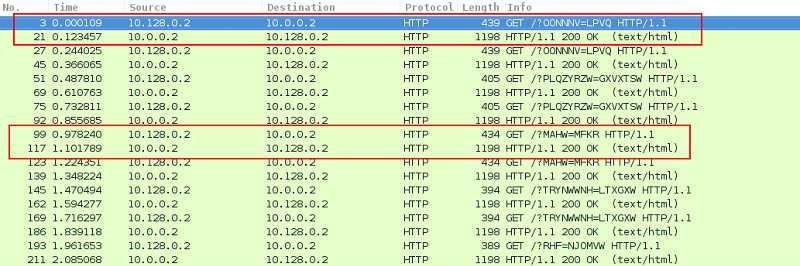 No. Time Source Destination Protocol Length Info
3 0.000109 10.128.0.2 10.0.0.2 HTTP 439 GET /?OONNNV=LPVQ HTTP/1.1
21 0.123457 10.0.0.2 10.128.0.2 HTTP 1198 HTTP/1.1 200 OK (text/html)
27 0.244025 10.128.0.2 10.0.0.2 HTTP 439 GET /?OONNNV=LPVQ HTTP/1.1
45 0.366065 10.0.0.2 10.128.0.2 HTTP 1198 HTTP/1.1 200 OK (text/html)
51 0.487810 10.128.0.2 10.0.0.2 HTTP 405 GET /?PLQZYRZW=GXVXTSW HTTP/1.1
69 0.610763 10.0.0.2 10.128.0.2 HTTP 1198 HTTP/1.1 200 OK (text/html)
75 0.732811 10.128.0.2 10.0.0.2 HTTP 405 GET /?PLQZYRZW=GXVXTSW HTTP/1.1
92 0.855685 10.0.0.2 10.128.0.2 HTTP 1198 HTTP/1.1 200 OK (text/html)
99 0.978240 10.128.0.2 10.0.0.2 HTTP 434 GET /?MAHW=MFKR HTTP/1.1
117 1.101789 10.0.0.2 10.128.0.2 HTTP 1198 HTTP/1.1 200 OK (text/html)
123 1.224351 10.128.0.2 10.0.0.2 HTTP 434 GET /?MAHW=MFKR HTTP/1.1
139 1.348224 10.0.0.2 10.128.0.2 HTTP 1198 HTTP/1.1 200 OK (text/html)
145 1.470494 10.128.0.2 10.0.0.2 HTTP 394 GET /?TRYNWWNH=LTXGXW HTTP/1.1
162 1.594277 10.0.0.2 10.128.0.2 HTTP 1198 HTTP/1.1 200 OK (text/html)
169 1.716297 10.128.0.2 10.0.0.2 HTTP 394 GET /?TRYNWWNH=LTXGXW HTTP/1.1
186 1.839118 10.0.0.2 10.128.0.2 HTTP 1198 HTTP/1.1 200 OK (text/html)
193 1.961653 10.128.0.2 10.0.0.2 HTTP 389 GET /?RHF=NJOMVW HTTP/1.1
211 2.085068 10.0.0.2 10.128.0.2 HTTP 1198 HTTP/1.1 200 OK (text/html)